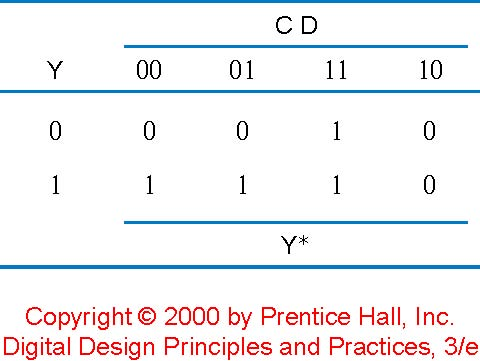 C D
Y 00 01 11 10
0 0 0 1 0
1 1 1 1 0
Y*
Copyright © 2000 by Prentice Hall, Inc.
Digital Design Principles and Practices, 3/e